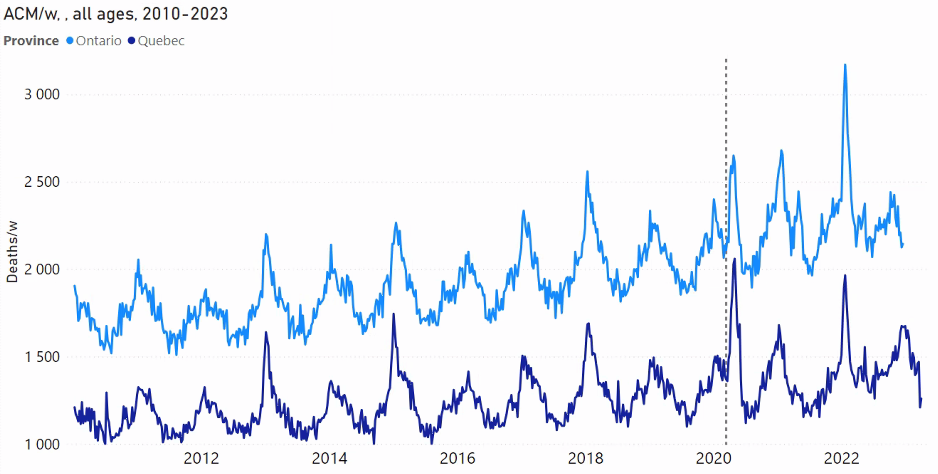 ACM/w, , all ages, 2010-2023
Province Ontario Quebec
Deaths/w
3 000
2 500
2 000
1 500
1 000
2012 2014 2016 2018 2020 2022